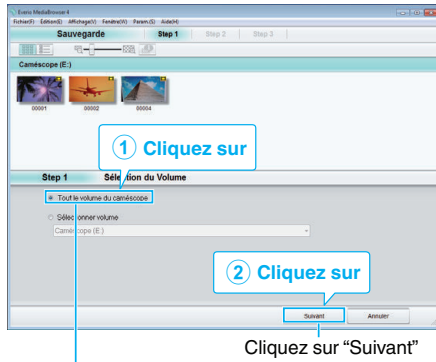 Everio MediaBrowser 4
Fichier(F) Edition(E) Affichage(V) Fenêtre(W) Param.(S) Aide(H)
Sauvegarde Step 1 Step 2 Step 3
Caméscope (E:)
00001 00002 00004
① Cliquez sur
Step 1 Sélection du Volume
Tout le volume du caméscope
Sélectionner volume
Caméscope (E:)
② Cliquez sur
Suivant Annuler
Cliquez sur “Suivant”